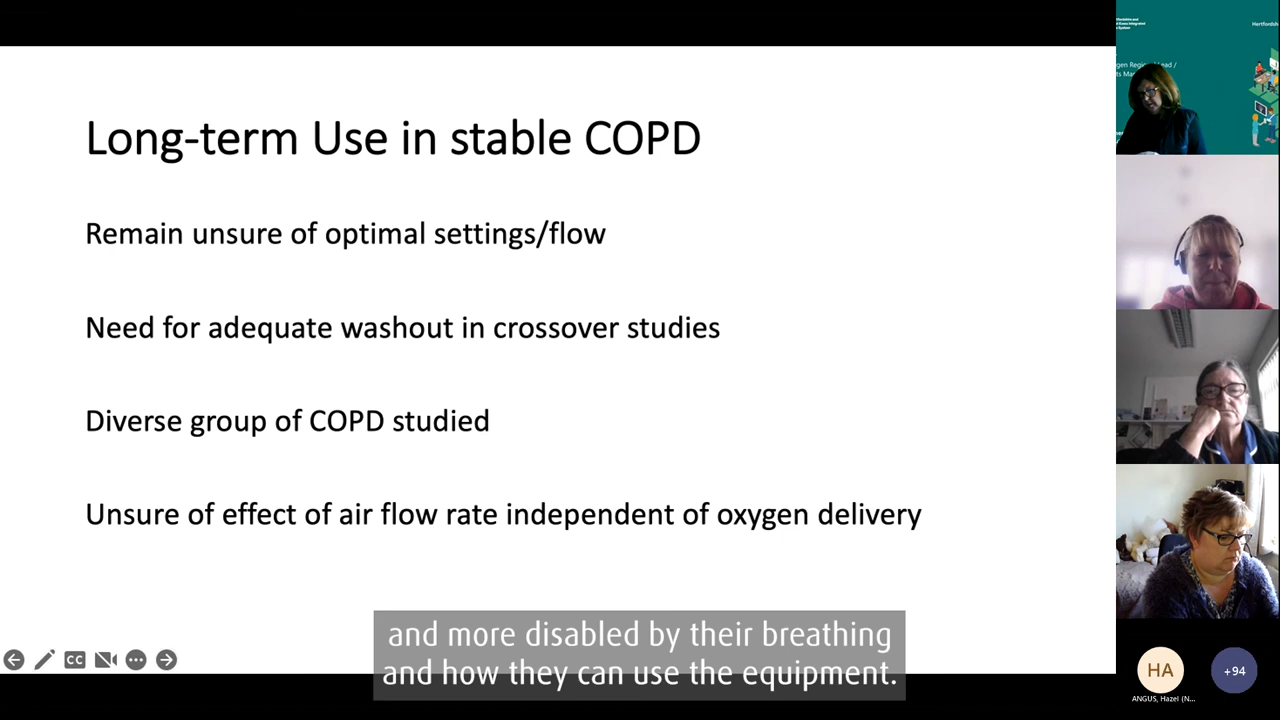 Long-term Use in stable COPD
Remain unsure of optimal settings/flow
Need for adequate washout in crossover studies
Diverse group of COPD studied
Unsure of effect of air flow rate independent of oxygen delivery
and more disabled by their breathing
and how they can use the equipment.
CC
HA
+94
ANGUS, Hazel (N...